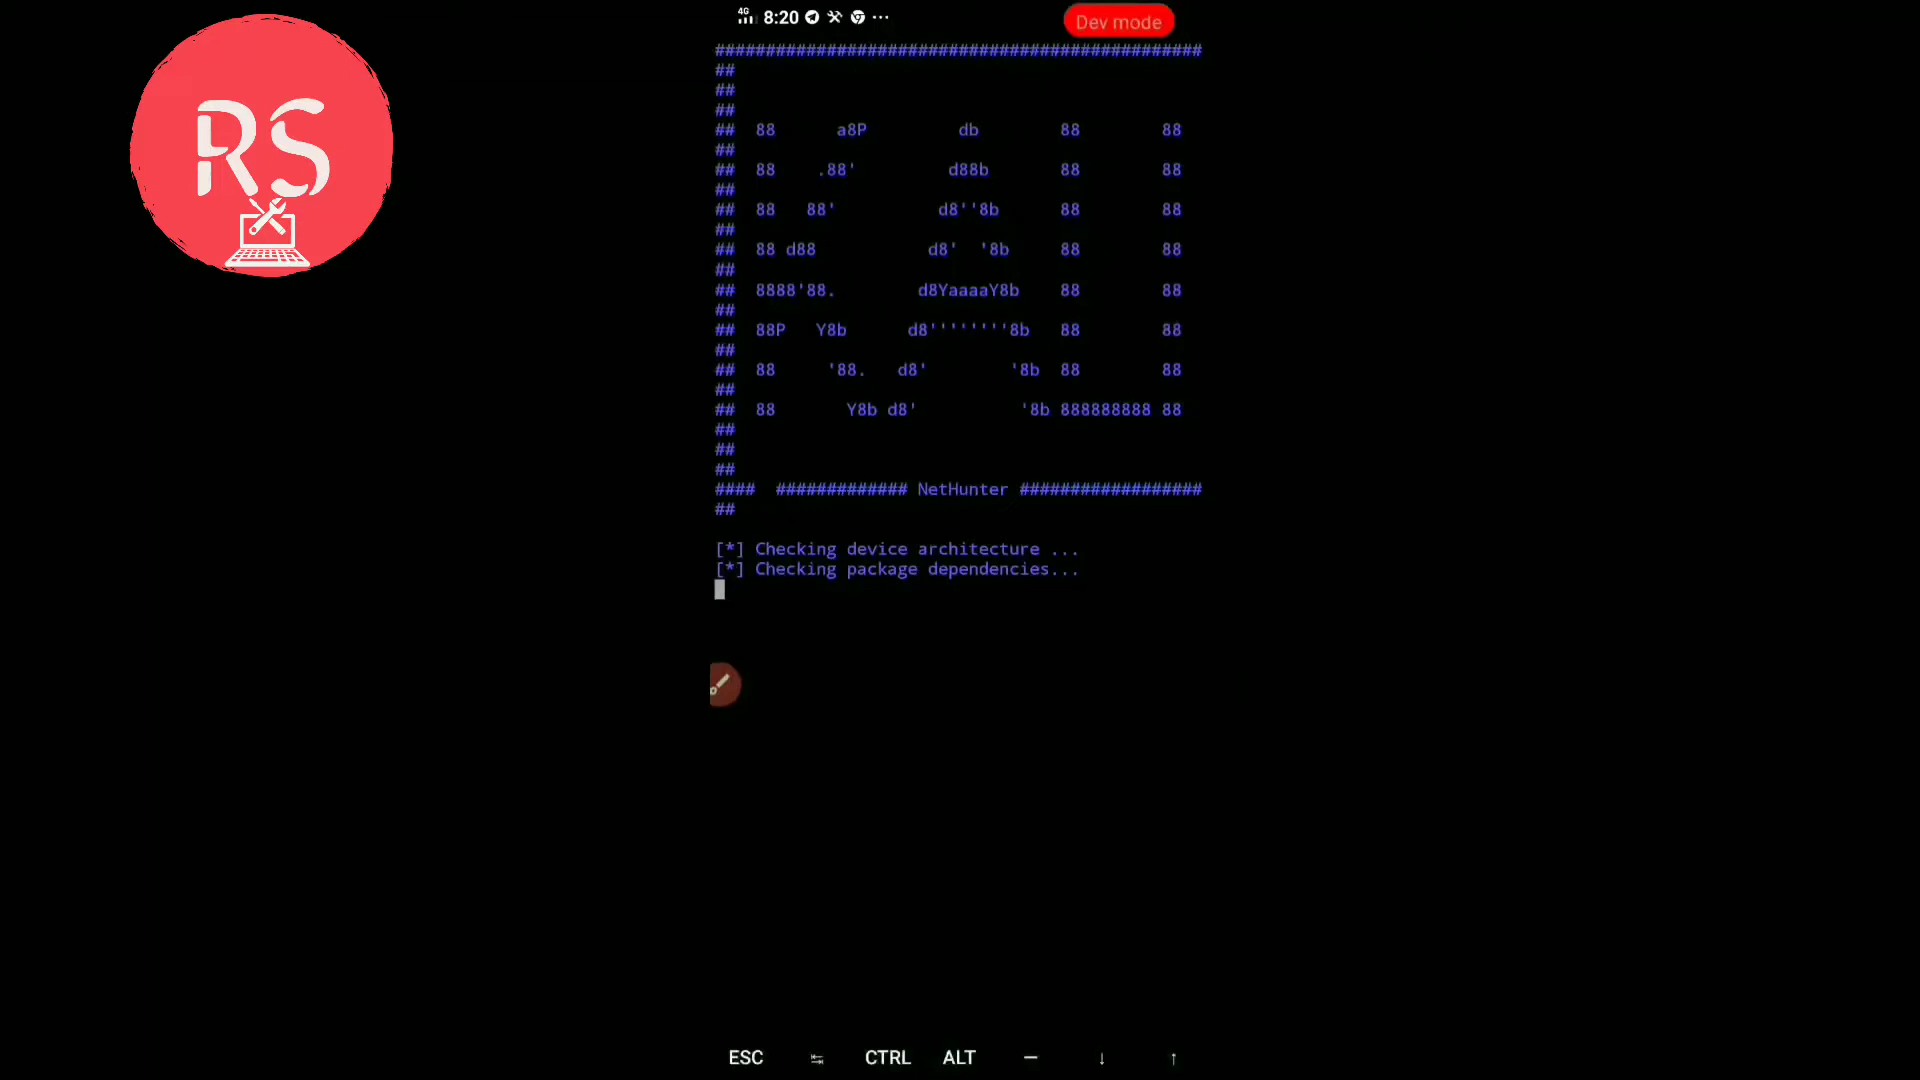 RS
8:20
4G
Dev mode
################################################
##
##
##
##  88      a8P         db        88        88
##
##  88    .88'         d88b       88        88
##
##  88   88'          d8''8b      88        88
##
##  88 d88           d8'  '8b     88        88
##
##  8888'88.        d8YaaaaY8b    88        88
##
##  88P   Y8b      d8''''''''8b   88        88
##
##  88     '88.   d8'        '8b  88        88
##
##  88       Y8b d8'          '8b 888888888 88
##
##
##
####  ############# NetHunter ##################
##
[*] Checking device architecture ...
[*] Checking package dependencies...
ESC ↹ CTRL ALT — ↓ ↑